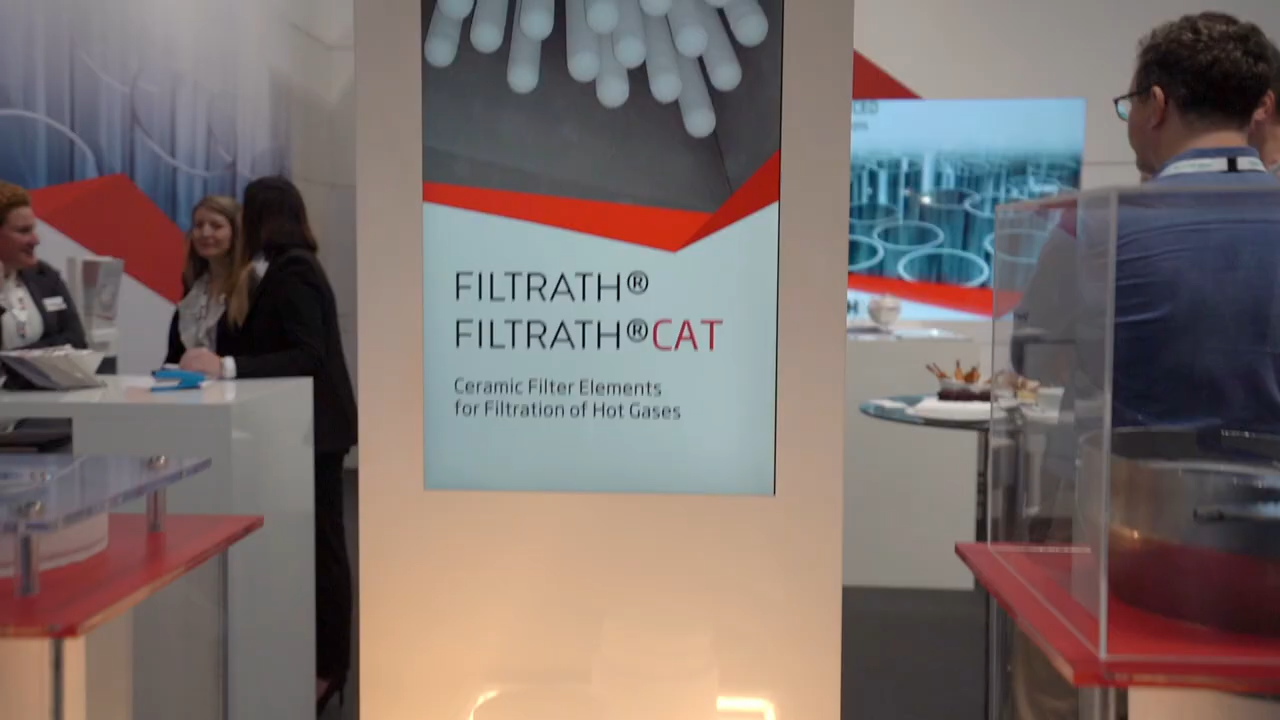 FILTRATH®
FILTRATH®CAT
Ceramic Filter Elements
for Filtration of Hot Gases